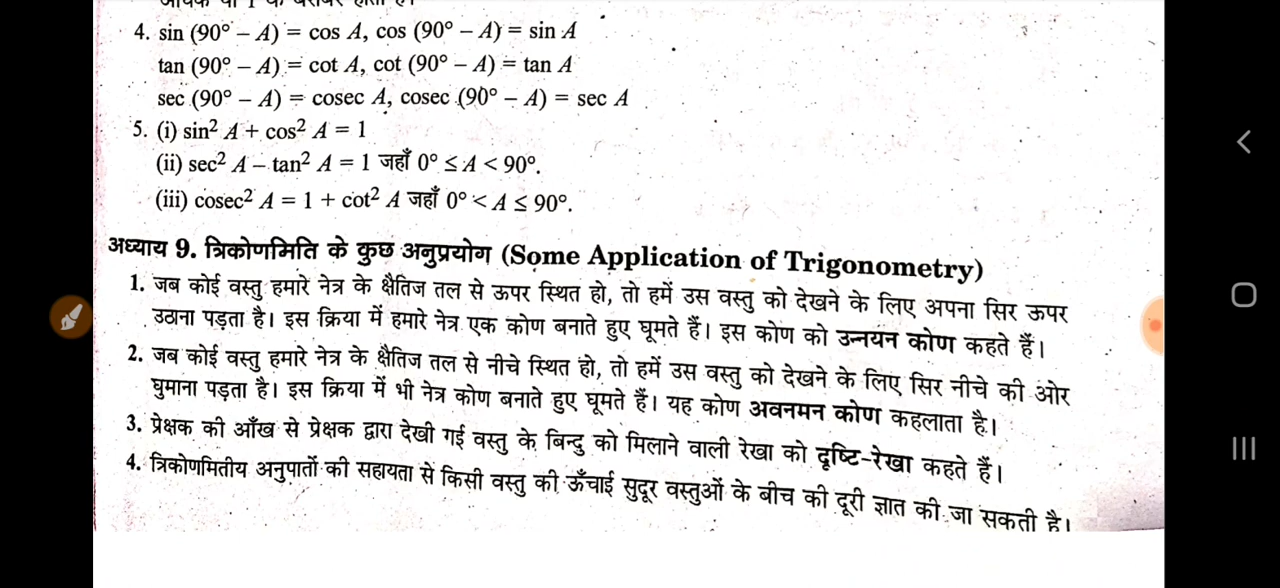 4. sin (90° – A) = cos A, cos (90° – A) = sin A
tan (90° – A) = cot A, cot (90° – A) = tan A
sec (90° – A) = cosec A, cosec (90° – A) = sec A
5. (i) sin² A + cos² A = 1
(ii) sec² A – tan² A = 1 जहाँ 0° ≤ A < 90°.
(iii) cosec² A = 1 + cot² A जहाँ 0° < A ≤ 90°.
अध्याय 9. त्रिकोणमिति के कुछ अनुप्रयोग (Some Application of Trigonometry)
1. जब कोई वस्तु हमारे नेत्र के क्षैतिज तल से ऊपर स्थित हो, तो हमें उस वस्तु को देखने के लिए अपना सिर ऊपर
उठाना पड़ता है। इस क्रिया में हमारे नेत्र एक कोण बनाते हुए घूमते हैं। इस कोण को उन्नयन कोण कहते हैं।
2. जब कोई वस्तु हमारे नेत्र के क्षैतिज तल से नीचे स्थित हो, तो हमें उस वस्तु को देखने के लिए सिर नीचे की ओर
घुमाना पड़ता है। इस क्रिया में भी नेत्र कोण बनाते हुए घूमते हैं। यह कोण अवनमन कोण कहलाता है।
3. प्रेक्षक की आँख से प्रेक्षक द्वारा देखी गई वस्तु के बिन्दु को मिलाने वाली रेखा को दृष्टि-रेखा कहते हैं।
4. त्रिकोणमितीय अनुपातों की सहायता से किसी वस्तु की ऊँचाई सुदूर वस्तुओं के बीच की दूरी ज्ञात की जा सकती है।